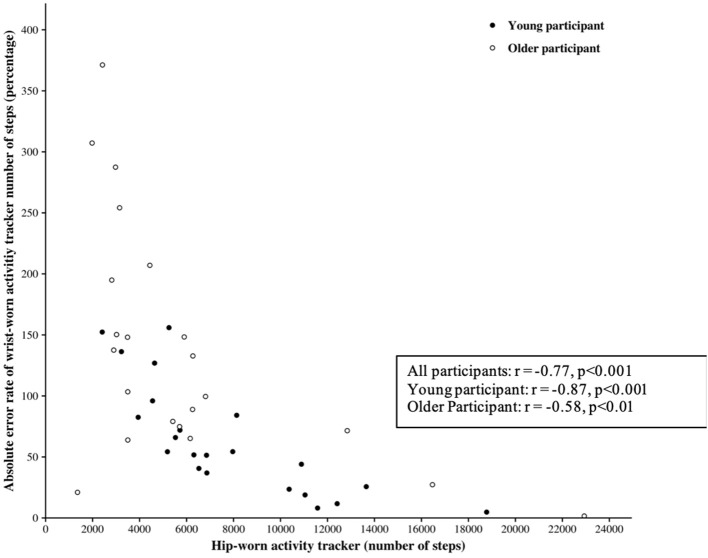 Absolute error rate of wrist-worn activitiy tracker number of steps (percentage)
400
350
300
250
200
150
100
50
0
Young participant
Older participant
All participants: r = -0.77, p<0.001
Young participant: r = -0.87, p<0.001
Older Participant: r = -0.58, p<0.01
0 2000 4000 6000 8000 10000 12000 14000 16000 18000 20000 22000 24000
Hip-worn activity tracker (number of steps)